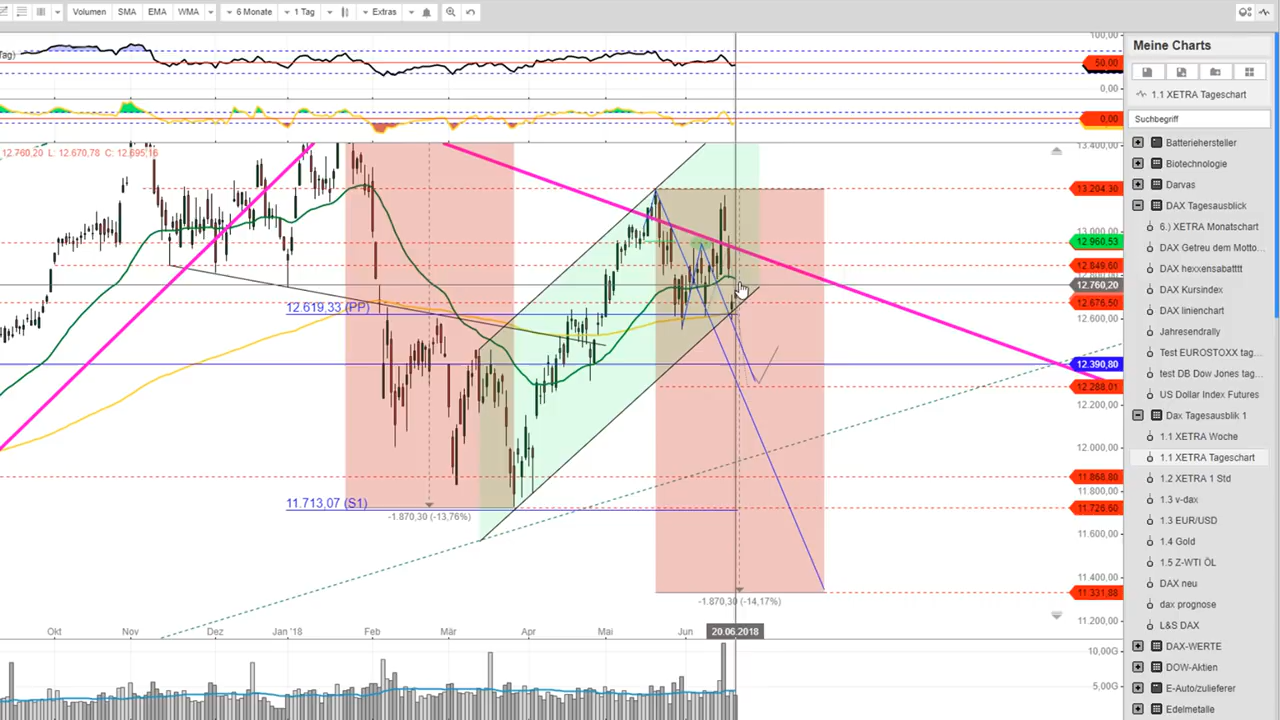 Volumen SMA EMA WMA 6 Monate 1 Tag Extras
Tag)
100,00
50.00
0,00
0,00
12.760,20 L: 12.670,78 C: 12.695,16
13.400,00
13.204.30
13.000,00
12.960.53
12.849.60
12.760,20
12.676.50
12.619,33 (PP)
12.600,00
12.390,80
12.288,01
12.200,00
12.000,00
11.868,80
11.800,00
11.713,07 (S1)
11.726.60
-1.870,30 (-13,76%)
11.600,00
11.400,00
11.331,88
-1.870,30 (-14,17%)
11.200,00
Okt Nov Dez Jan '18 Feb Mär Apr Mai Jun 20.06.2018
10,00G
5,00G
Meine Charts
1.1 XETRA Tageschart
Suchbegriff
Batteriehersteller
Biotechnologie
Darvas
DAX Tagesausblick
6.) XETRA Monatschart
DAX Getreu dem Motto...
DAX hexxensabatttt
DAX Kursindex
DAX liniendiert
Jahresendrally
Test EUROSTOXX tag...
test DB Dow Jones tag...
US Dollar Index Futures
Dax Tagesausblik 1
1.1 XETRA Woche
1.1 XETRA Tageschart
1.2 XETRA 1 Std
1.3 v-dax
1.3 EUR/USD
1.4 Gold
1.5 Z-WTI ÖL
DAX neu
dax prognose
L&S DAX
DAX-WERTE
DOW-Aktien
E-Auto/zulieferer
Edelmetalle